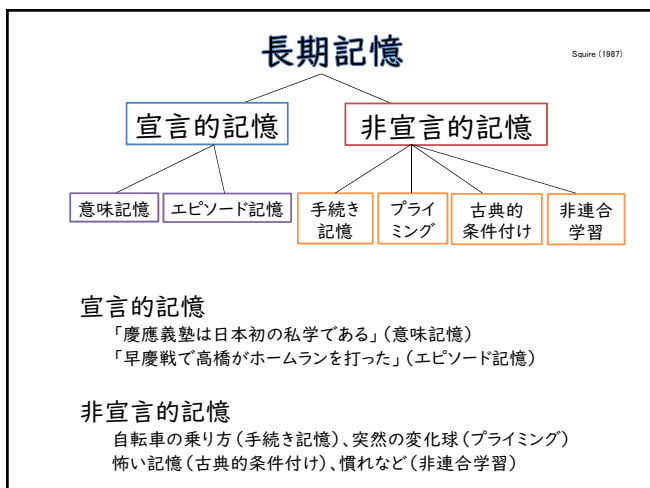 長期記憶
Squire (1987)
宣言的記憶
非宣言的記憶
意味記憶
エピソード記憶
手続き
記憶
プライ
ミング
古典的
条件付け
非連合
学習
宣言的記憶
「慶應義塾は日本初の私学である」(意味記憶)
「早慶戦で高橋がホームランを打った」(エピソード記憶)
非宣言的記憶
自転車の乗り方(手続き記憶)、突然の変化球(プライミング)
怖い記憶(古典的条件付け)、慣れなど(非連合学習)